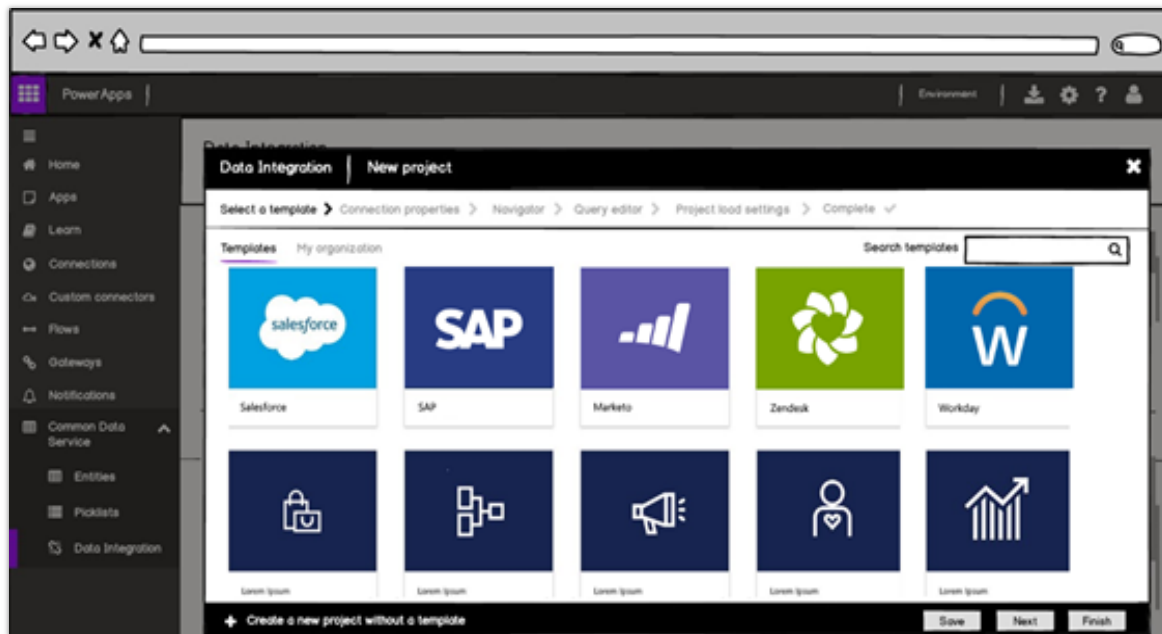 PowerApps
Environment
?
Home
Apps
Learn
Connections
Custom connectors
Flows
Gateways
Notifications
Common Data
Service
Entities
Picklists
Data Integration
Data Integration
Data Integration | New project
Select a template > Connection properties > Navigator > Query editor > Project load settings > Complete
Templates My organization Search templates
salesforce SAP W
Salesforce SAP Marketo Zendesk Workday
Lorem Ipsum Lorem Ipsum Lorem Ipsum Lorem Ipsum Lorem Ipsum
+ Create a new project without a template Save Next Finish